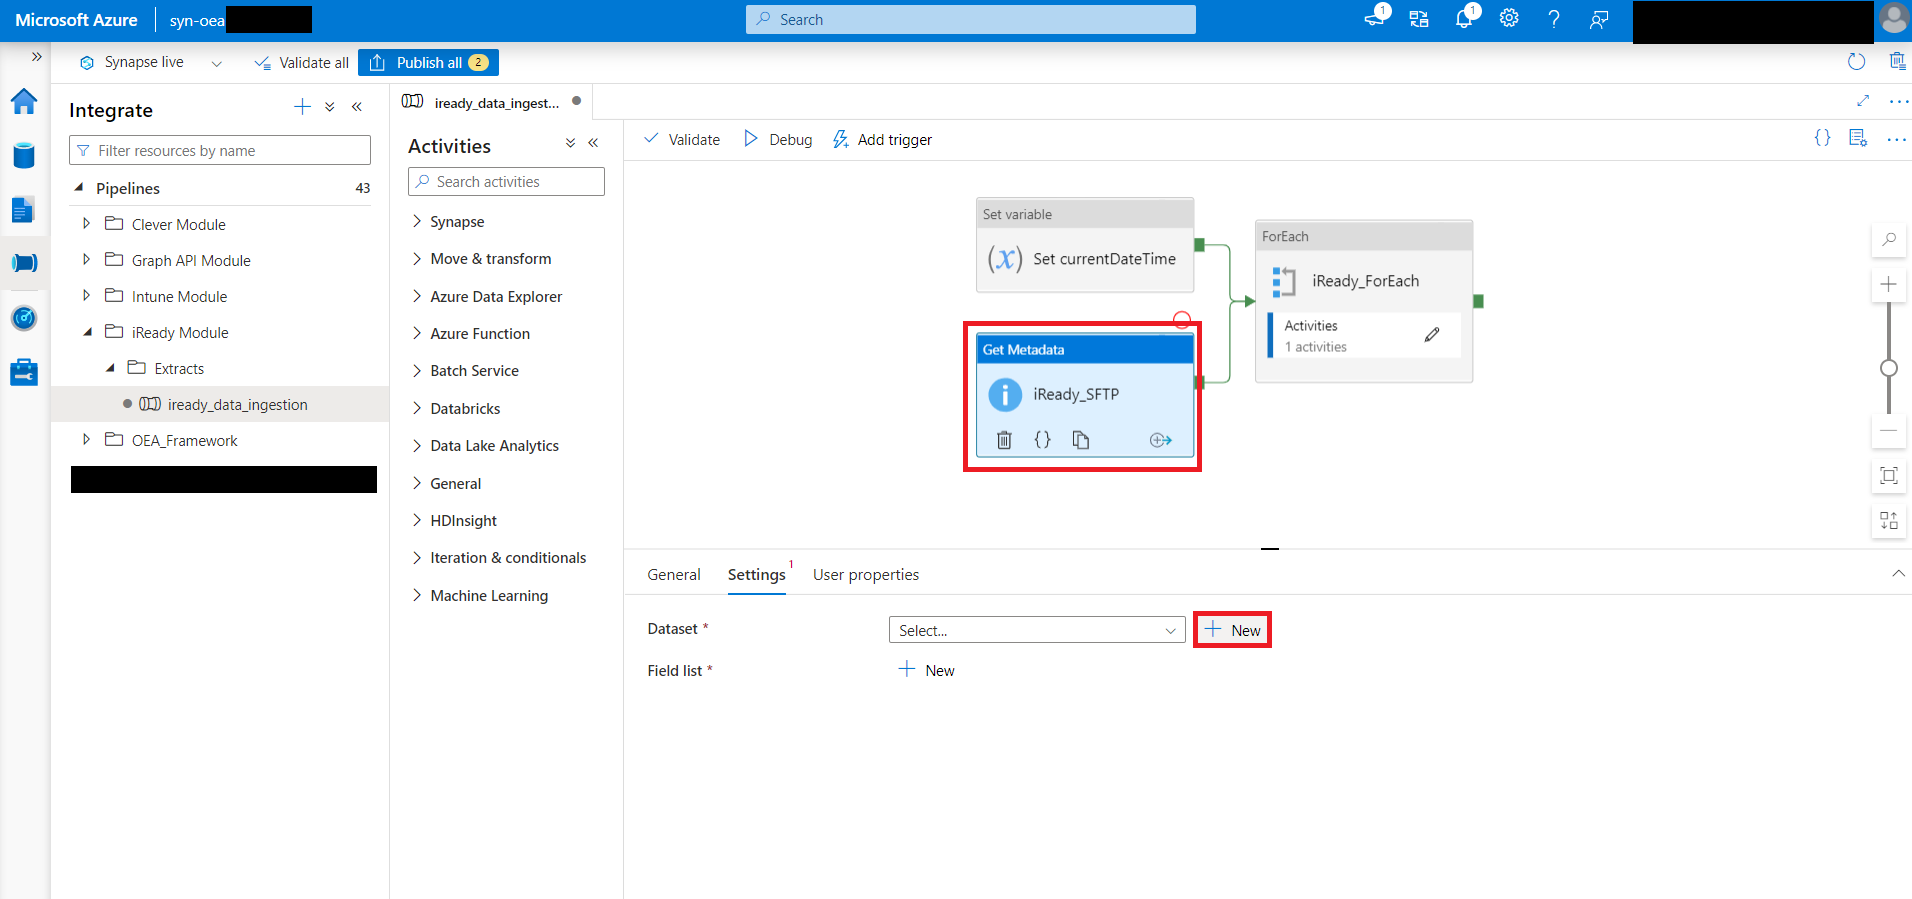 Microsoft Azure
syn-oea
Search
1
1
Synapse live
Validate all
Publish all 2
Integrate
Filter resources by name
Pipelines 43
Clever Module
Graph API Module
Intune Module
iReady Module
Extracts
iready_data_ingestion
OEA_Framework
iready_data_ingest...
Activities
Search activities
Synapse
Move & transform
Azure Data Explorer
Azure Function
Batch Service
Databricks
Data Lake Analytics
General
HDInsight
Iteration & conditionals
Machine Learning
Validate
Debug
Add trigger
Set variable
(x) Set currentDateTime
ForEach
iReady_ForEach
Activities
1 activities
Get Metadata
iReady_SFTP
General
Settings 1
User properties
Dataset *
Select...
New
Field list *
New